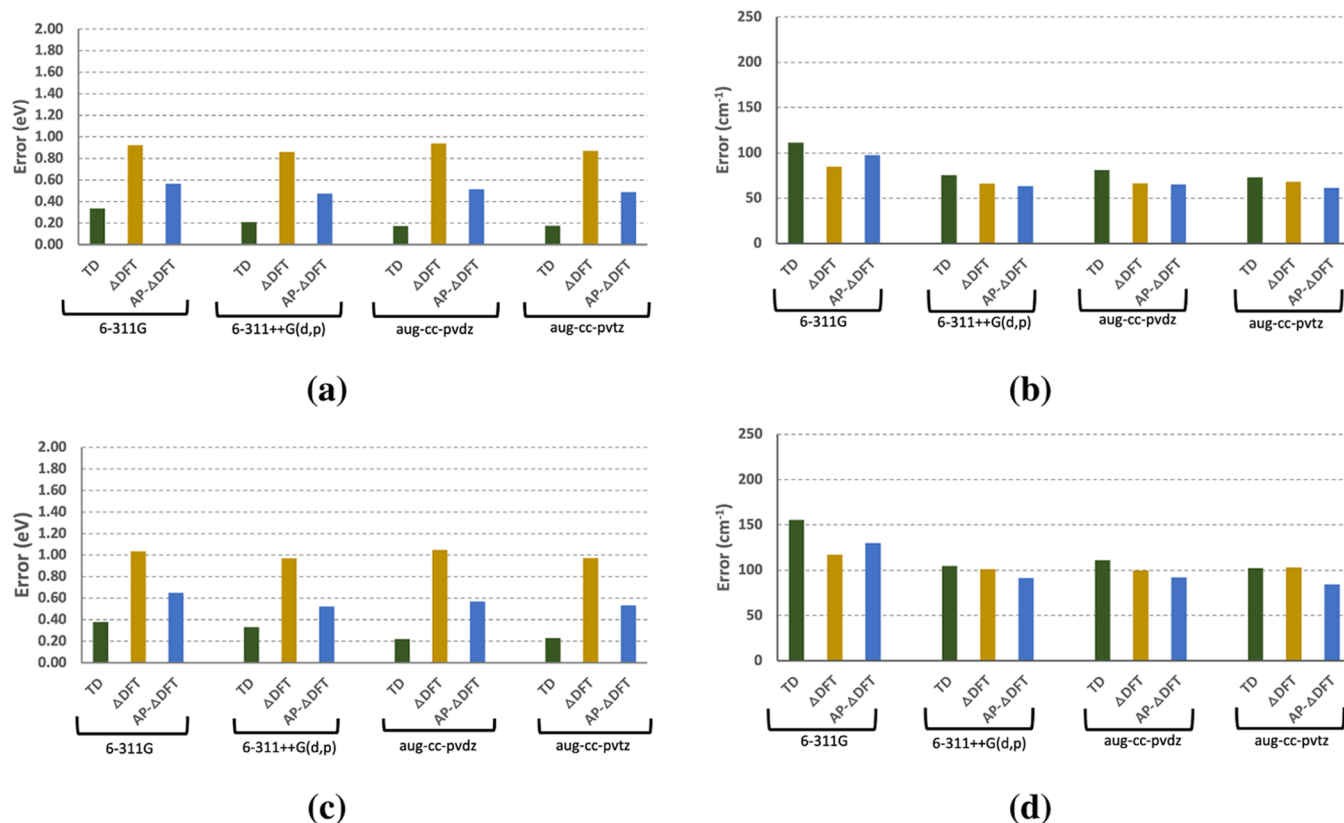 2.00
1.80
1.60
1.40
1.20
1.00
0.80
0.60
0.40
0.20
0.00
Error (eV)
TD ΔDFT AP-ΔDFT TD ΔDFT AP-ΔDFT TD ΔDFT AP-ΔDFT TD ΔDFT AP-ΔDFT
6-311G 6-311++G(d,p) aug-cc-pvdz aug-cc-pvtz
(a)
250
200
150
100
50
0
Error (cm⁻¹)
TD ΔDFT AP-ΔDFT TD ΔDFT AP-ΔDFT TD ΔDFT AP-ΔDFT TD ΔDFT AP-ΔDFT
6-311G 6-311++G(d,p) aug-cc-pvdz aug-cc-pvtz
(b)
2.00
1.80
1.60
1.40
1.20
1.00
0.80
0.60
0.40
0.20
0.00
Error (eV)
TD ΔDFT AP-ΔDFT TD ΔDFT AP-ΔDFT TD ΔDFT AP-ΔDFT TD ΔDFT AP-ΔDFT
6-311G 6-311++G(d,p) aug-cc-pvdz aug-cc-pvtz
(c)
250
200
150
100
50
0
Error (cm⁻¹)
TD ΔDFT AP-ΔDFT TD ΔDFT AP-ΔDFT TD ΔDFT AP-ΔDFT TD ΔDFT AP-ΔDFT
6-311G 6-311++G(d,p) aug-cc-pvdz aug-cc-pvtz
(d)